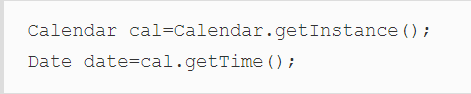 Calendar cal=Calendar.getInstance();
Date date=cal.getTime();